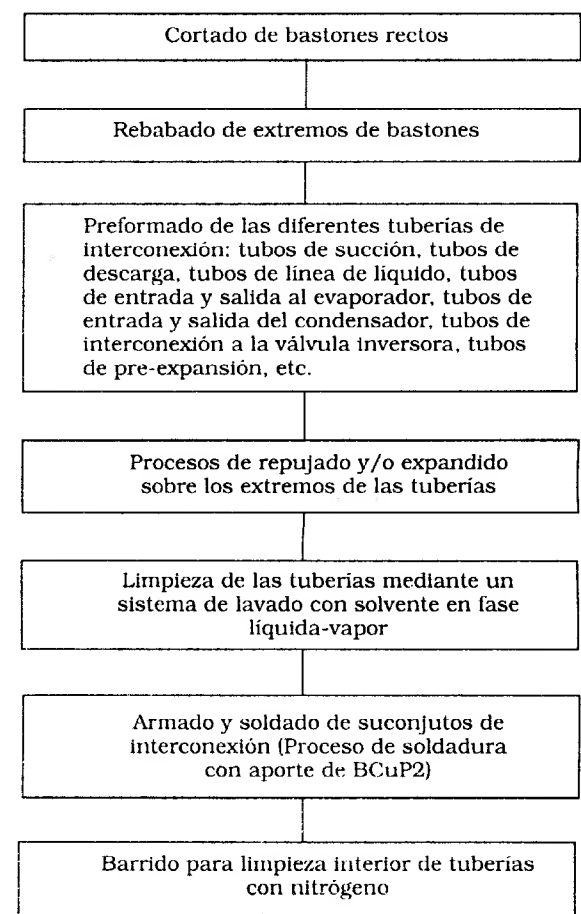 Cortado de bastones rectos
Rebabado de extremos de bastones
Preformado de las diferentes tuberías de
interconexión: tubos de succión, tubos de
descarga, tubos de línea de líquido, tubos
de entrada y salida al evaporador, tubos de
entrada y salida del condensador, tubos de
interconexión a la válvula inversora, tubos
de pre-expansión, etc.
Procesos de repujado y/o expandido
sobre los extremos de las tuberías
Limpieza de las tuberías mediante un
sistema de lavado con solvente en fase
líquida-vapor
Armado y soldado de suconjutos de
interconexión (Proceso de soldadura
con aporte de BCuP2)
Barrido para limpieza interior de tuberías
con nitrógeno